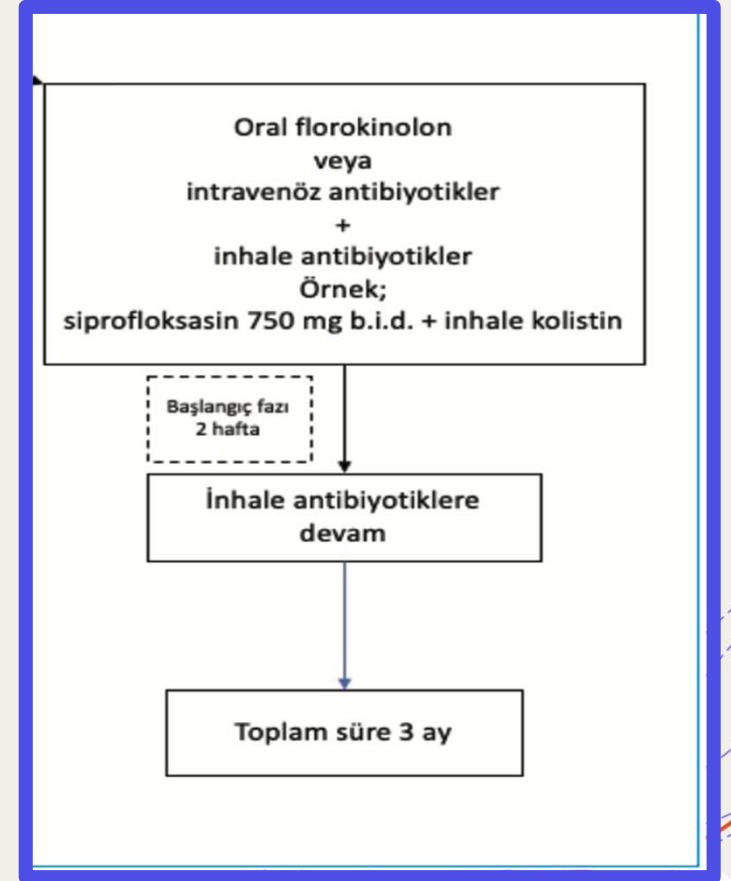 Oral florokinolon
veya
intravenöz antibiyotikler
+
inhale antibiyotikler
Örnek;
siprofloksasin 750 mg b.i.d. + inhale kolistin
Başlangıç fazı
2 hafta
İnhale antibiyotiklere
devam
Toplam süre 3 ay